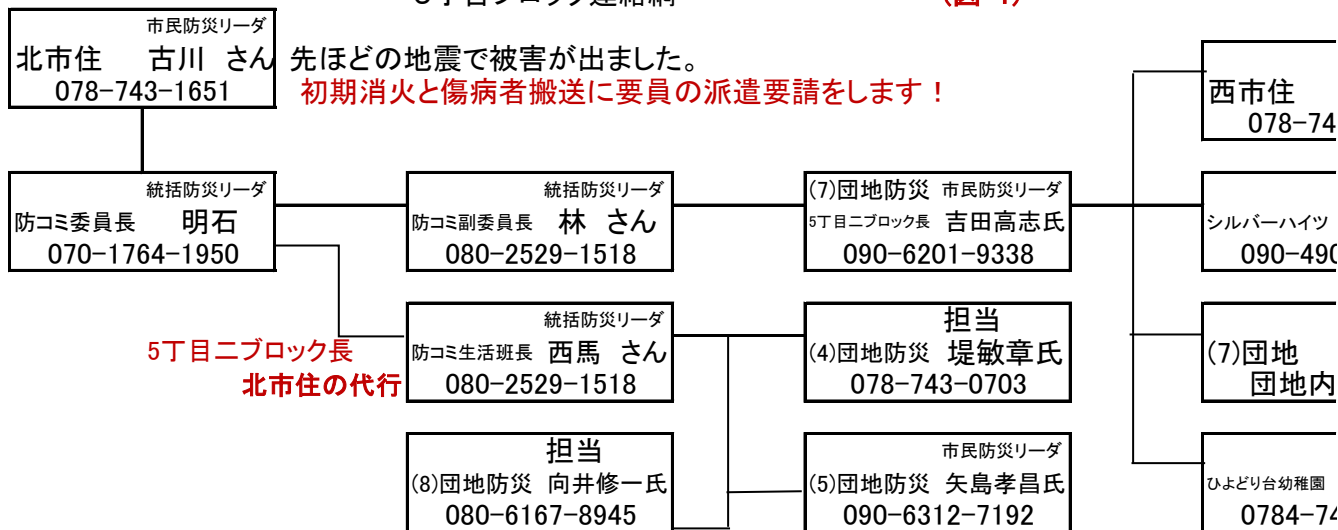 市民防災リーダ
北市住 古川 さん
078-743-1651
先ほどの地震で被害が出ました。
初期消火と傷病者搬送に要員の派遣要請をします！
西市住
078-74
統括防災リーダ
防コミ委員長 明石
070-1764-1950
統括防災リーダ
防コミ副委員長 林 さん
080-2529-1518
(7)団地防災 市民防災リーダ
5丁目二ブロック長 吉田高志氏
090-6201-9338
シルバーハイツ
090-490
5丁目二ブロック長
北市住の代行
統括防災リーダ
防コミ生活班長 西馬 さん
080-2529-1518
担当
(4)団地防災 堤敏章氏
078-743-0703
(7)団地
団地内
担当
(8)団地防災 向井修一氏
080-6167-8945
市民防災リーダ
(5)団地防災 矢島孝昌氏
090-6312-7192
ひよどり台幼稚園
0784-74